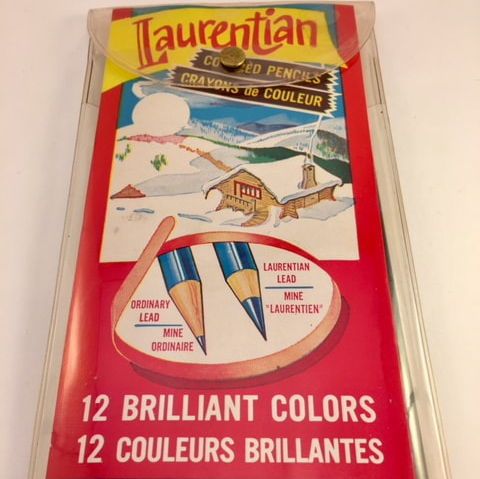 Laurentian
COLORED PENCILS
CRAYONS de COULEUR
LAURENTIAN
LEAD
MINE
"LAURENTIEN"
ORDINARY
LEAD
MINE
ORDINAIRE
12 BRILLIANT COLORS
12 COULEURS BRILLANTES